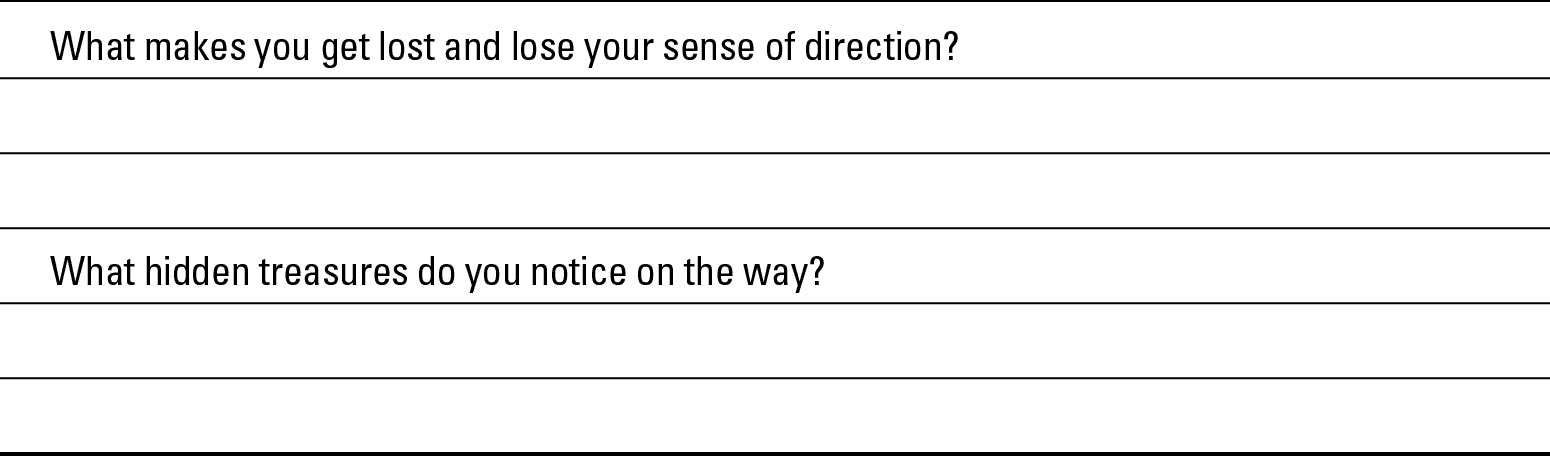 What makes you get lost and lose your sense of direction?
What hidden treasures do you notice on the way?